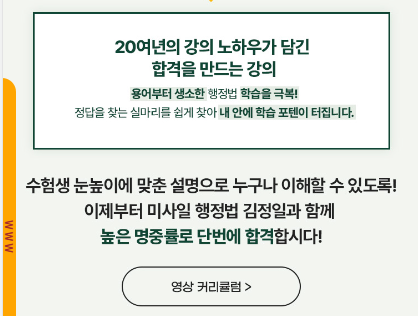 20여년의 강의 노하우가 담긴
합격을 만드는 강의
용어부터 생소한 행정법 학습을 극복!
정답을 찾는 실마리를 쉽게 찾아 내 안에 학습 포텐이 터집니다.
수험생 눈높이에 맞춘 설명으로 누구나 이해할 수 있도록!
이제부터 미사일 행정법 김정일과 함께
높은 명중률로 단번에 합격합시다!
영상 커리큘럼 >
WWW